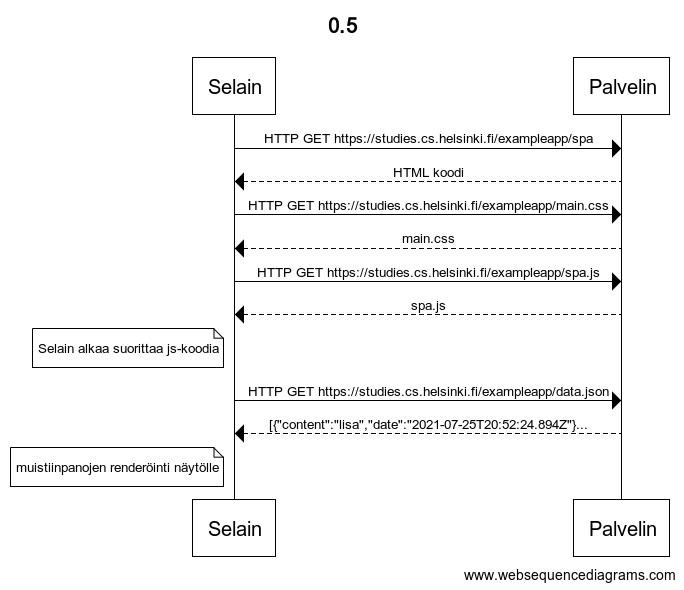 0.5
Selain
Palvelin
HTTP GET https://studies.cs.helsinki.fi/exampleapp/spa
HTML koodi
HTTP GET https://studies.cs.helsinki.fi/exampleapp/main.css
main.css
HTTP GET https://studies.cs.helsinki.fi/exampleapp/spa.js
spa.js
Selain alkaa suorittaa js-koodia
HTTP GET https://studies.cs.helsinki.fi/exampleapp/data.json
[{"content":"lisa","date":"2021-07-25T20:52:24.894Z"}...
muistiinpanojen renderöinti näytölle
Selain
Palvelin
www.websequencediagrams.com